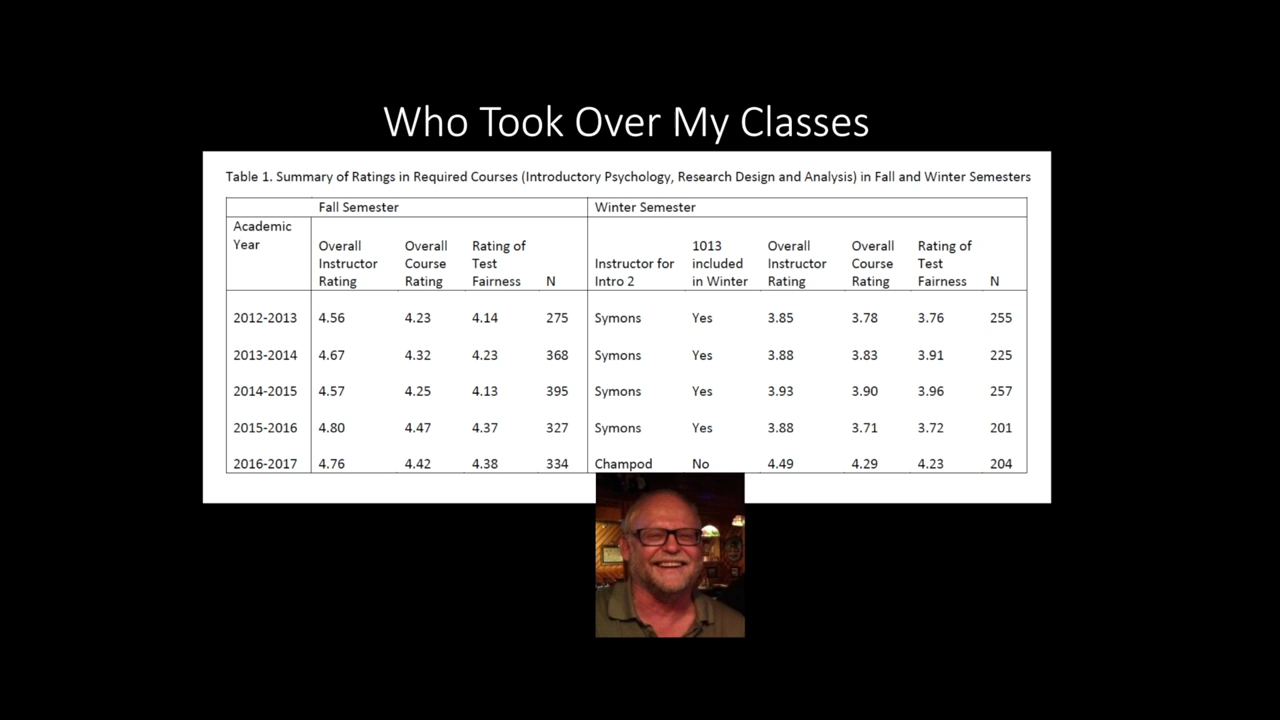 Who Took Over My Classes
Table 1. Summary of Ratings in Required Courses (Introductory Psychology, Research Design and Analysis) in Fall and Winter Semesters
Fall Semester Winter Semester
Academic Year Overall Instructor Rating Overall Course Rating Rating of Test Fairness N Instructor for Intro 2 1013 included in Winter Overall Instructor Rating Overall Course Rating Rating of Test Fairness N
2012-2013 4.56 4.23 4.14 275 Symons Yes 3.85 3.78 3.76 255
2013-2014 4.67 4.32 4.23 368 Symons Yes 3.88 3.83 3.91 225
2014-2015 4.57 4.25 4.13 395 Symons Yes 3.93 3.90 3.96 257
2015-2016 4.80 4.47 4.37 327 Symons Yes 3.88 3.71 3.72 201
2016-2017 4.76 4.42 4.38 334 Champod No 4.49 4.29 4.23 204